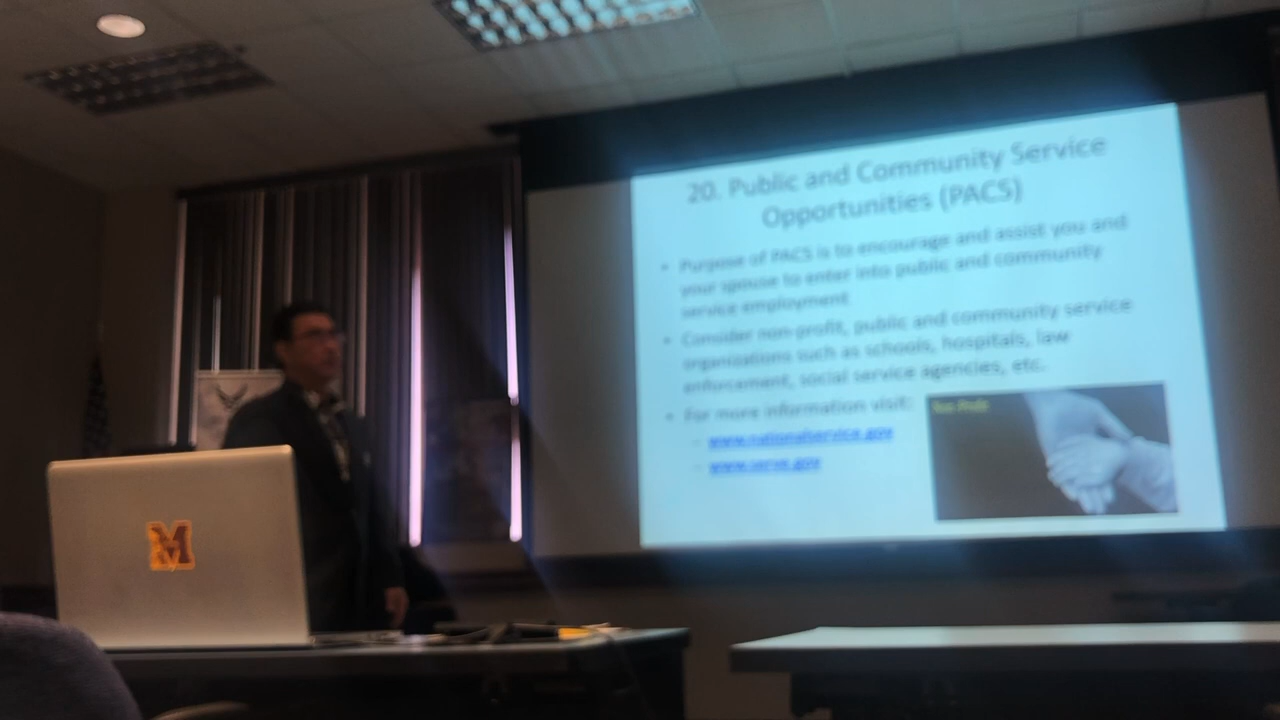 20. Public and Community Service
Opportunities (PACS)
• Purpose of PACS is to encourage and assist you and
your spouse to enter into public and community
service employment
• Consider non-profit, public and community service
organizations such as schools, hospitals, law
enforcement, social service agencies, etc.
• For more information visit:
– www.nationalservice.gov
– www.serve.gov
M